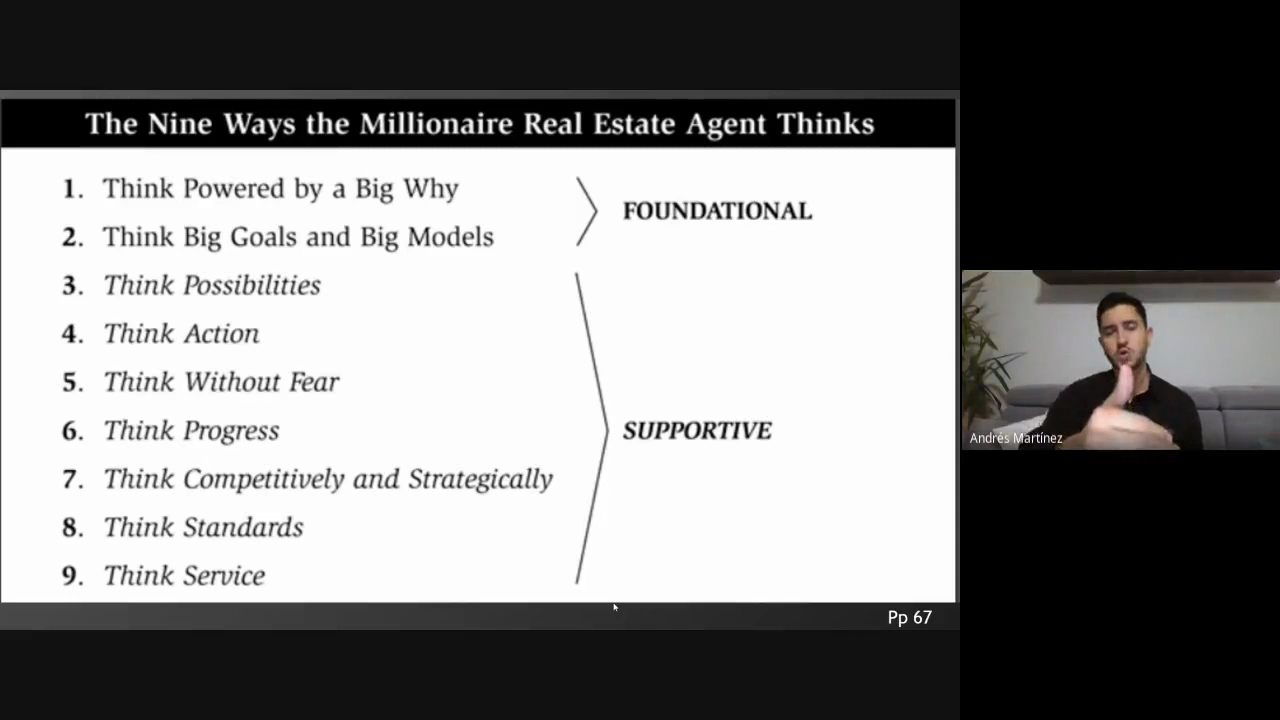 The Nine Ways the Millionaire Real Estate Agent Thinks
1. Think Powered by a Big Why
FOUNDATIONAL
2. Think Big Goals and Big Models
3. Think Possibilities
4. Think Action
5. Think Without Fear
6. Think Progress
SUPPORTIVE
7. Think Competitively and Strategically
8. Think Standards
9. Think Service
Pp 67
Andrés Martínez